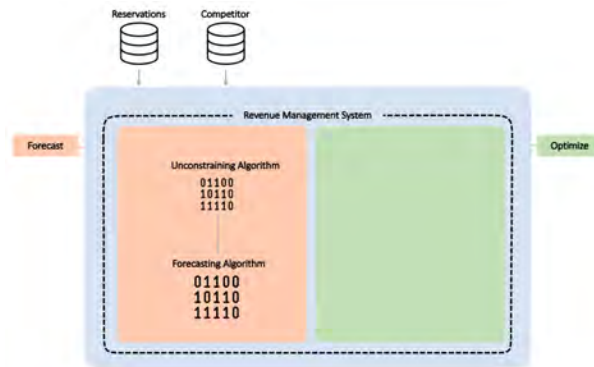 Reservations
Competitor
Revenue Management System
Forecast
Optimize
Unconstraining Algorithm
01100
10110
11110
Forecasting Algorithm
01100
10110
11110